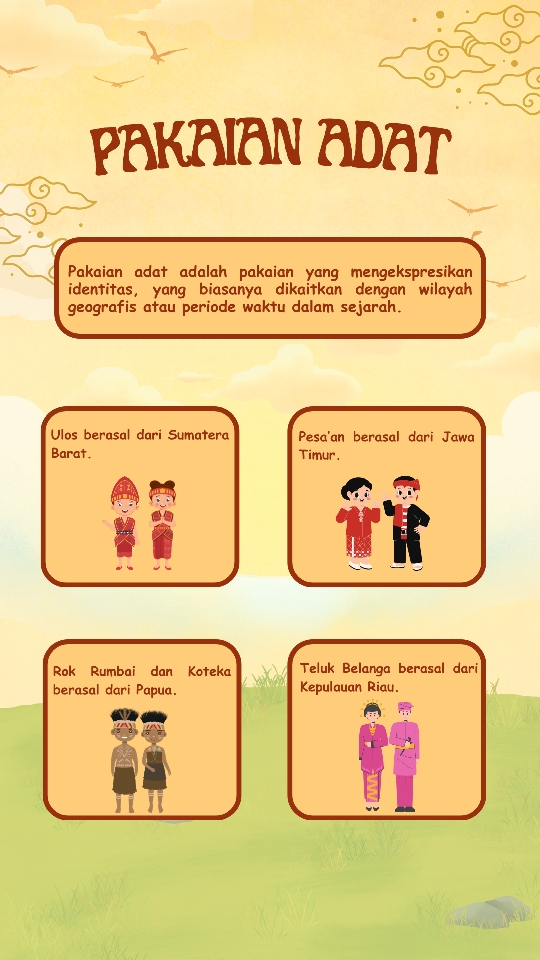 PAKAIAN ADAT
Pakaian adat adalah pakaian yang mengekspresikan
identitas, yang biasanya dikaitkan dengan wilayah
geografis atau periode waktu dalam sejarah.
Ulos berasal dari Sumatera
Barat.
Pesa'an berasal dari Jawa
Timur.
Rok Rumbai dan Koteka
berasal dari Papua.
Teluk Belanga berasal dari
Kepulauan Riau.